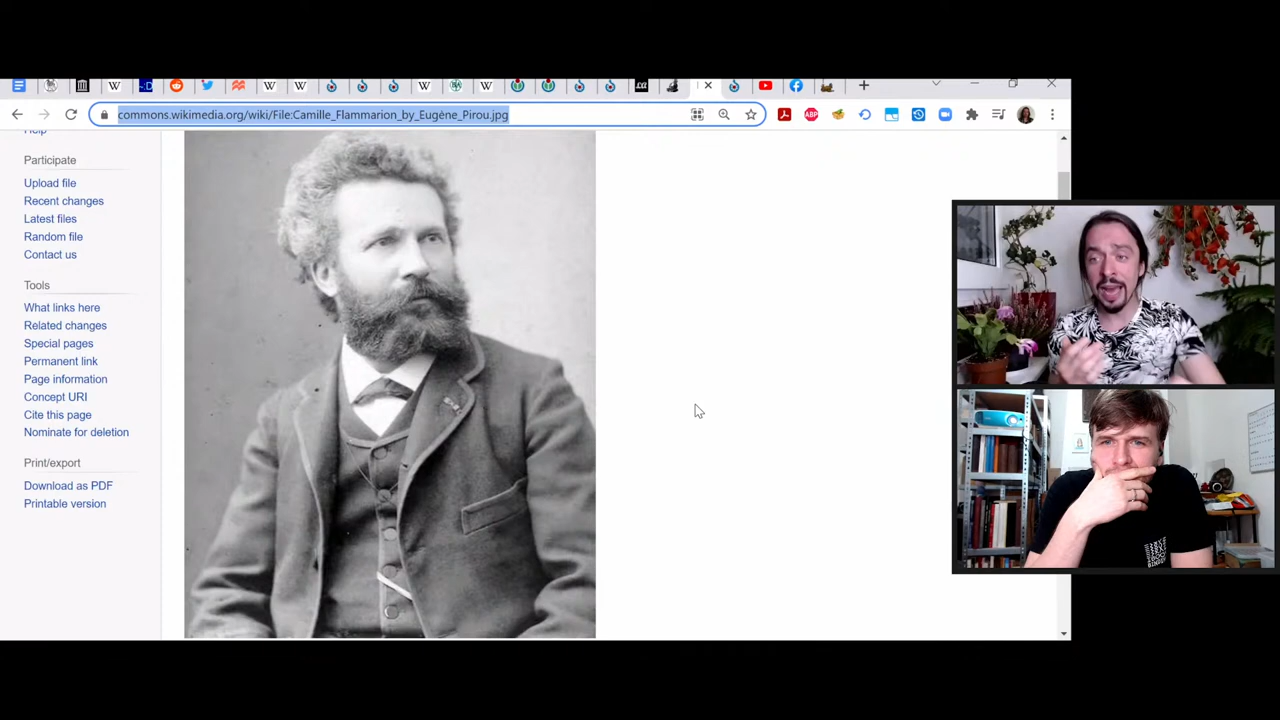 commons.wikimedia.org/wiki/File:Camille_Flammarion_by_Eugène_Pirou.jpg
Help
Participate
Upload file
Recent changes
Latest files
Random file
Contact us
Tools
What links here
Related changes
Special pages
Permanent link
Page information
Concept URI
Cite this page
Nominate for deletion
Print/export
Download as PDF
Printable version